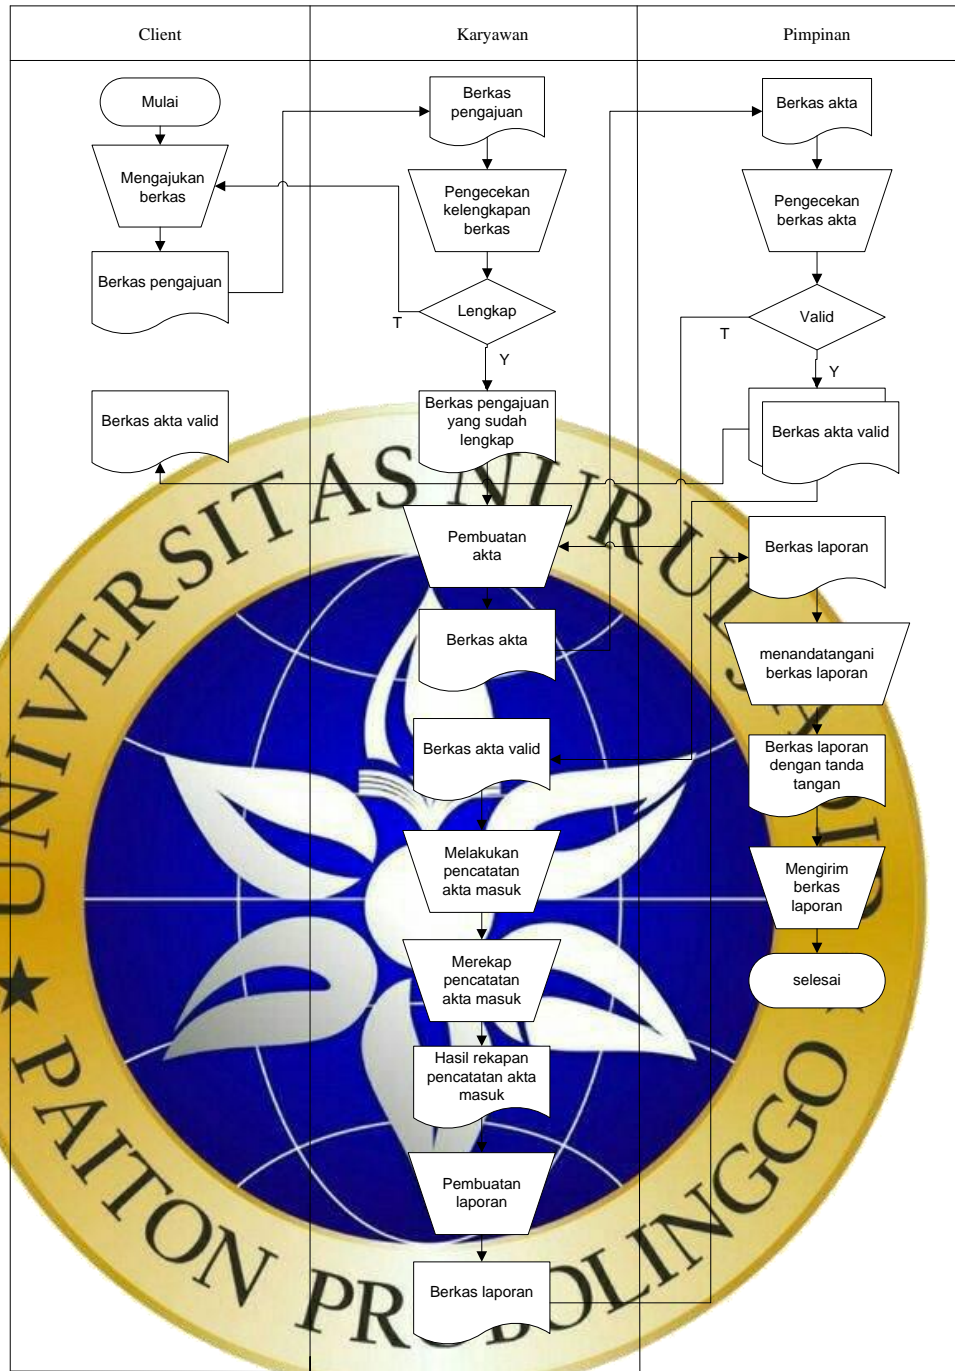 Client
Karyawan
Pimpinan
Mulai
Mengajukan
berkas
Berkas pengajuan
Berkas akta valid
Berkas
pengajuan
Pengecekan
kelengkapan
berkas
Lengkap
T
Y
Berkas pengajuan
yang sudah
lengkap
Pembuatan
akta
Berkas akta
Berkas akta valid
Melakukan
pencatatan
akta masuk
Merekap
pencatatan
akta masuk
Hasil rekapan
pencatatan akta
masuk
Pembuatan
laporan
Berkas laporan
Berkas akta
Pengecekan
berkas akta
Valid
T
Y
Berkas akta valid
Berkas laporan
menandatangani
berkas laporan
Berkas laporan
dengan tanda
tangan
Mengirim
berkas
laporan
selesai
UNIVERSITAS NURUL JADID
PAITON PROBOLINGGO